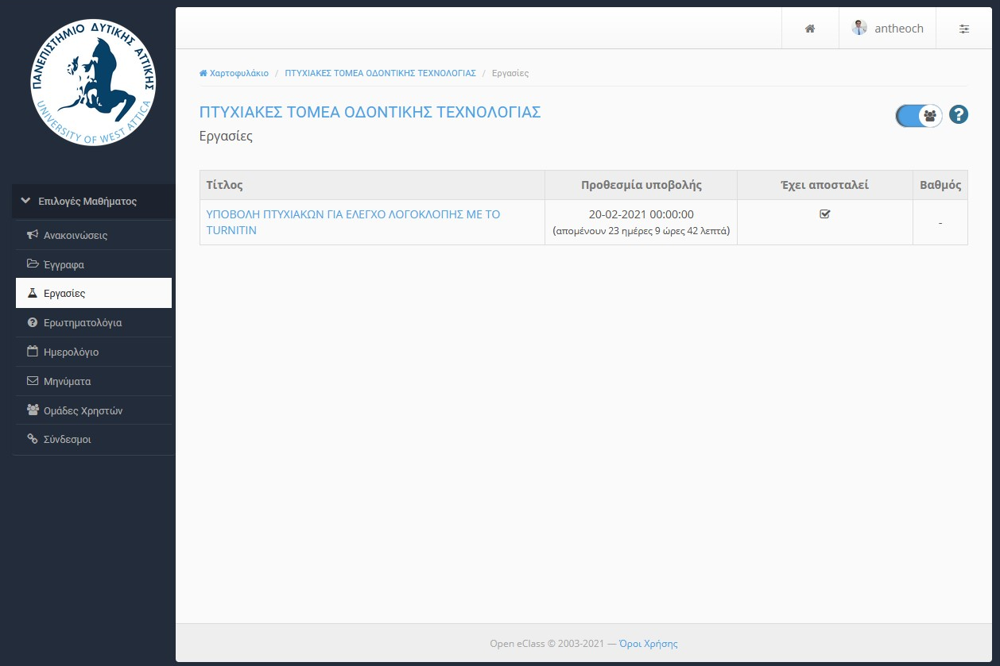 ΠΑΝΕΠΙΣΤΗΜΙΟ ΔΥΤΙΚΗΣ ΑΤΤΙΚΗΣ
UNIVERSITY OF WEST ATTICA
antheoch
Χαρτοφυλάκιο / ΠΤΥΧΙΑΚΕΣ ΤΟΜΕΑ ΟΔΟΝΤΙΚΗΣ ΤΕΧΝΟΛΟΓΙΑΣ / Εργασίες
ΠΤΥΧΙΑΚΕΣ ΤΟΜΕΑ ΟΔΟΝΤΙΚΗΣ ΤΕΧΝΟΛΟΓΙΑΣ
Εργασίες
Επιλογές Μαθήματος
Ανακοινώσεις
Έγγραφα
Εργασίες
Ερωτηματολόγια
Ημερολόγιο
Μηνύματα
Ομάδες Χρηστών
Σύνδεσμοι
Τίτλος Προθεσμία υποβολής Έχει αποσταλεί Βαθμός
ΥΠΟΒΟΛΗ ΠΤΥΧΙΑΚΩΝ ΓΙΑ ΕΛΕΓΧΟ ΛΟΓΟΚΛΟΠΗΣ ΜΕ ΤΟ
TURNITIN
20-02-2021 00:00:00
(απομένουν 23 ημέρες 9 ώρες 42 λεπτά)
-
Open eClass © 2003-2021 — Όροι Χρήσης